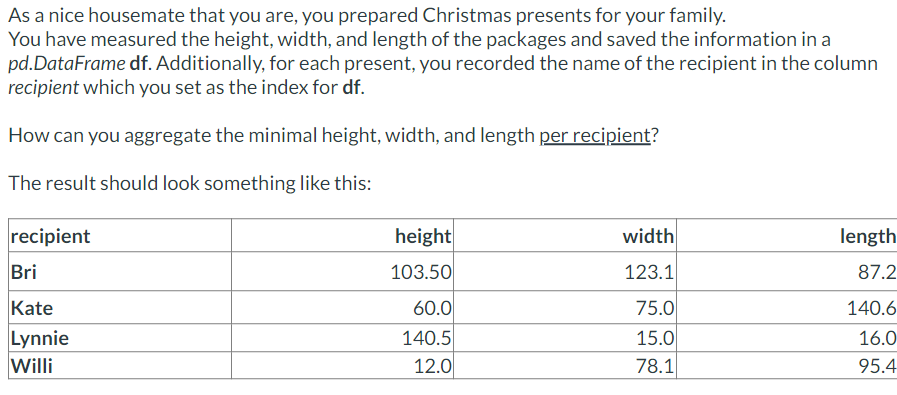 As a nice housemate that you are, you prepared Christmas presents for your family.
You have measured the height, width, and length of the packages and saved the information in a
pd.DataFrame df. Additionally, for each present, you recorded the name of the recipient in the column
recipient which you set as the index for df.
How can you aggregate the minimal height, width, and length per recipient?
The result should look something like this:
recipient height width length
Bri 103.50 123.1 87.2
Kate 60.0 75.0 140.6
Lynnie 140.5 15.0 16.0
Willi 12.0 78.1 95.4